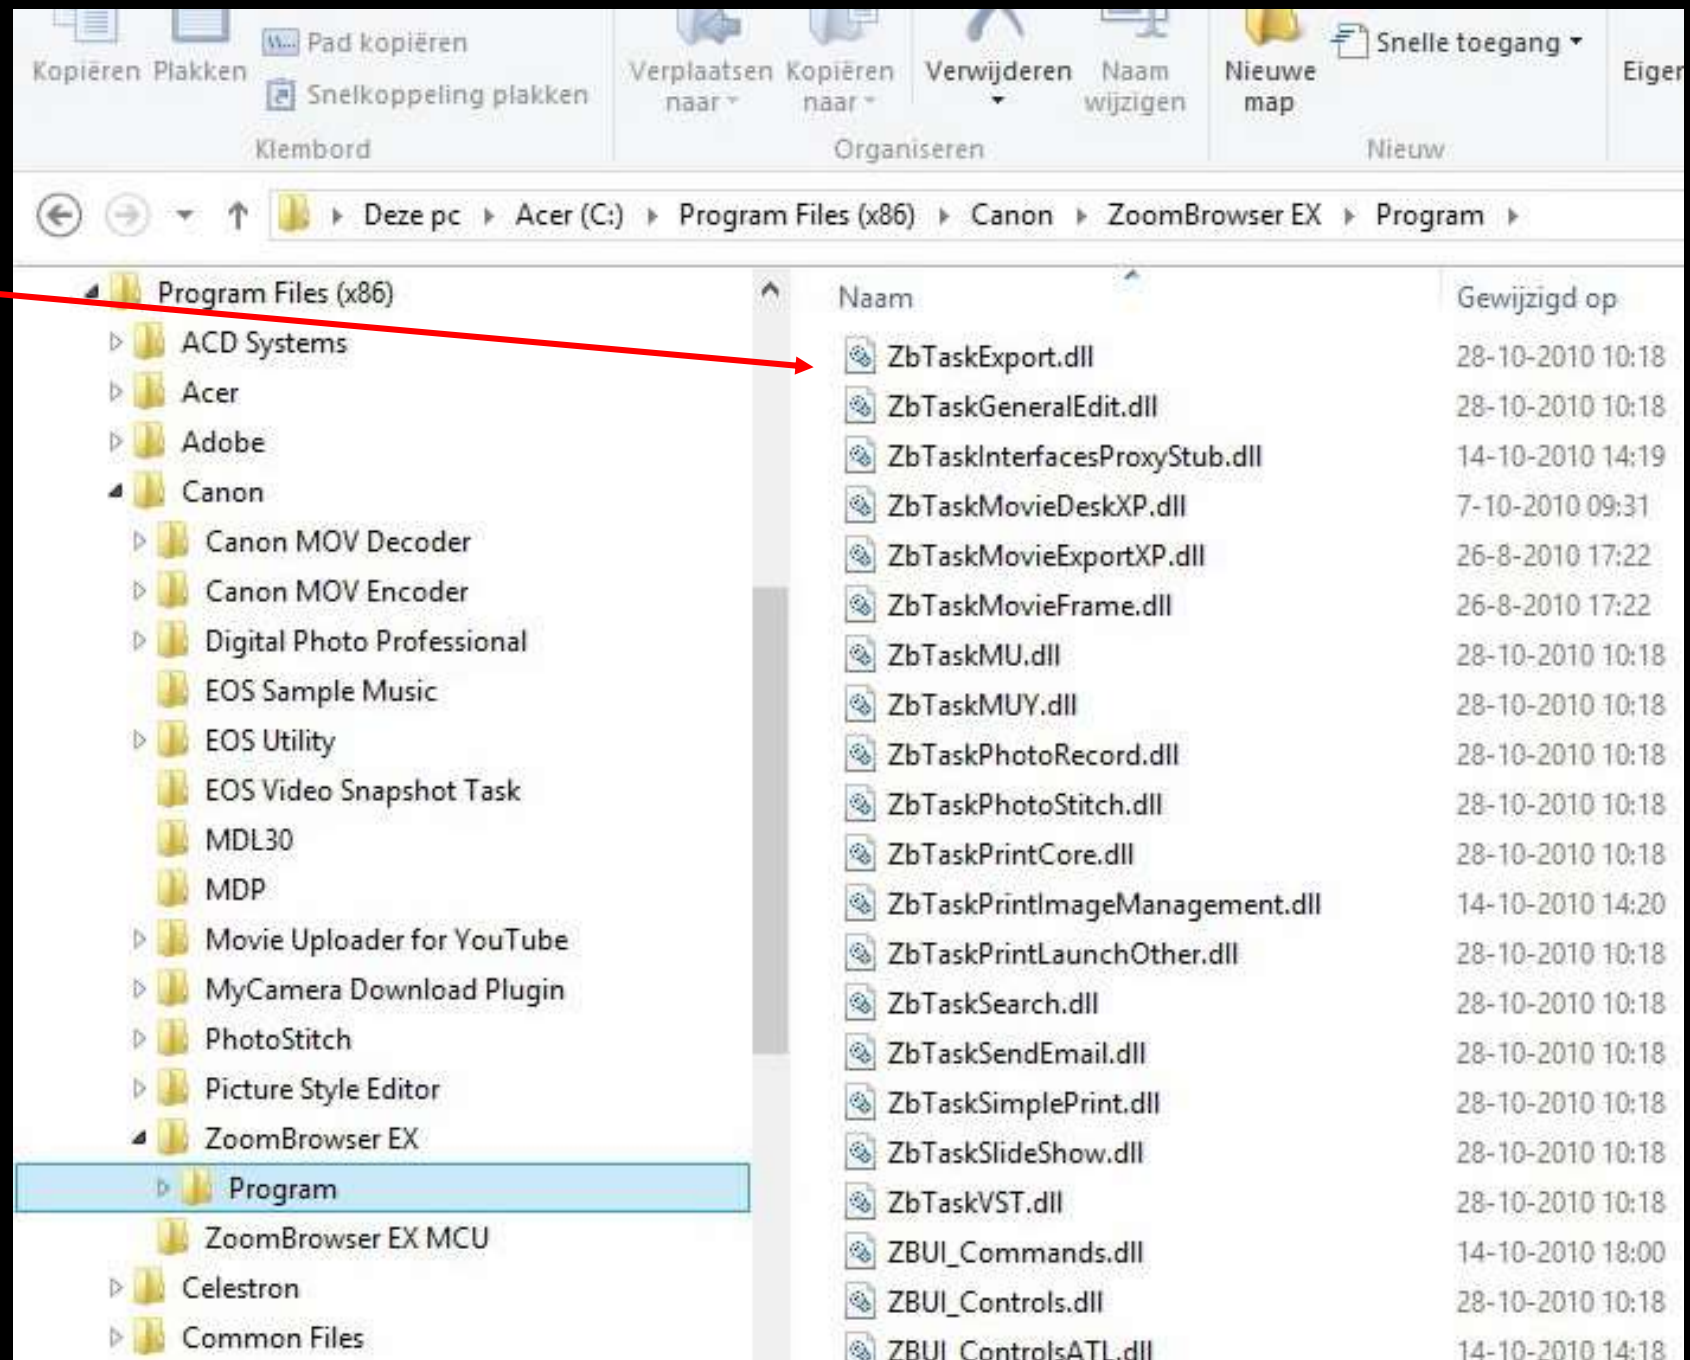 Kopiëren Plakken
Pad kopiëren
Snelkoppeling plakken
Klembord
Verplaatsen naar
Kopiëren naar
Verwijderen
Naam wijzigen
Organiseren
Nieuwe map
Snelle toegang
Nieuw
Eiger
Deze pc Acer (C:) Program Files (x86) Canon ZoomBrowser EX Program
Program Files (x86)
ACD Systems
Acer
Adobe
Canon
Canon MOV Decoder
Canon MOV Encoder
Digital Photo Professional
EOS Sample Music
EOS Utility
EOS Video Snapshot Task
MDL30
MDP
Movie Uploader for YouTube
MyCamera Download Plugin
PhotoStitch
Picture Style Editor
ZoomBrowser EX
Program
ZoomBrowser EX MCU
Celestron
Common Files
Naam Gewijzigd op
ZbTaskExport.dll 28-10-2010 10:18
ZbTaskGeneralEdit.dll 28-10-2010 10:18
ZbTaskInterfacesProxyStub.dll 14-10-2010 14:19
ZbTaskMovieDeskXP.dll 7-10-2010 09:31
ZbTaskMovieExportXP.dll 26-8-2010 17:22
ZbTaskMovieFrame.dll 26-8-2010 17:22
ZbTaskMU.dll 28-10-2010 10:18
ZbTaskMUY.dll 28-10-2010 10:18
ZbTaskPhotoRecord.dll 28-10-2010 10:18
ZbTaskPhotoStitch.dll 28-10-2010 10:18
ZbTaskPrintCore.dll 28-10-2010 10:18
ZbTaskPrintImageManagement.dll 14-10-2010 14:20
ZbTaskPrintLaunchOther.dll 28-10-2010 10:18
ZbTaskSearch.dll 28-10-2010 10:18
ZbTaskSendEmail.dll 28-10-2010 10:18
ZbTaskSimplePrint.dll 28-10-2010 10:18
ZbTaskSlideShow.dll 28-10-2010 10:18
ZbTaskVST.dll 28-10-2010 10:18
ZBUI_Commands.dll 14-10-2010 18:00
ZBUI_Controls.dll 28-10-2010 10:18
ZBUI_ControlsATL.dll 14-10-2010 14:18